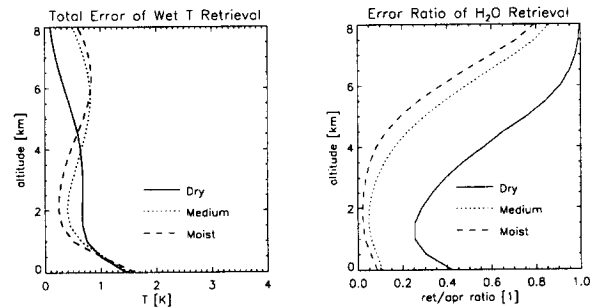 Total Error of Wet T Retrieval
8
6
4
2
0
altitude [km]
Dry
Medium
Moist
0
1
2
3
4
T [K]
Error Ratio of H₂O Retrieval
8
6
4
2
0
altitude [km]
Dry
Medium
Moist
0.0
0.2
0.4
0.6
0.8
1.0
ret/apr ratio [1]